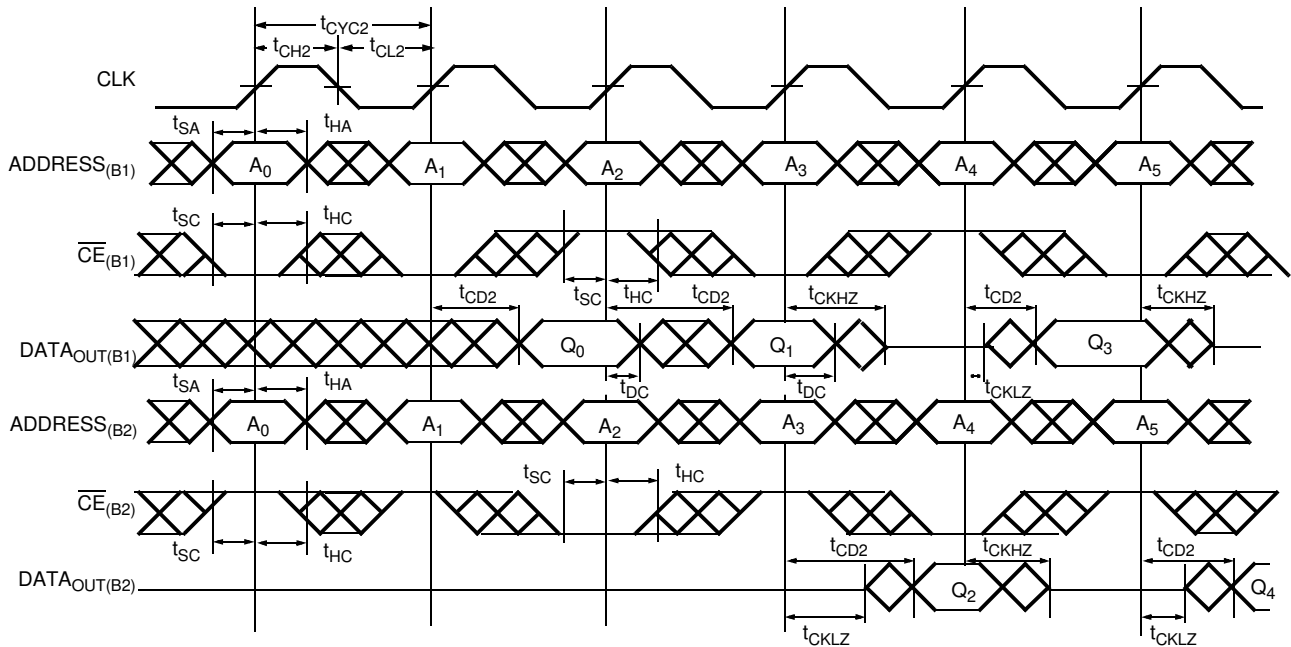 tCYC2
tCH2 tCL2
CLK
tSA tHA
ADDRESS(B1) A0 A1 A2 A3 A4 A5
tSC tHC
CE(B1)
tCD2 tSC tHC tCD2 tCKHZ tCD2 tCKHZ
DATAOUT(B1) Q0 Q1 Q3
tSA tHA tDC tDC tCKLZ
ADDRESS(B2) A0 A1 A2 A3 A4 A5
tSC tHC
CE(B2)
tSC tHC tCD2 tCKHZ tCD2
DATAOUT(B2) Q2 Q4
tCKLZ tCKLZ